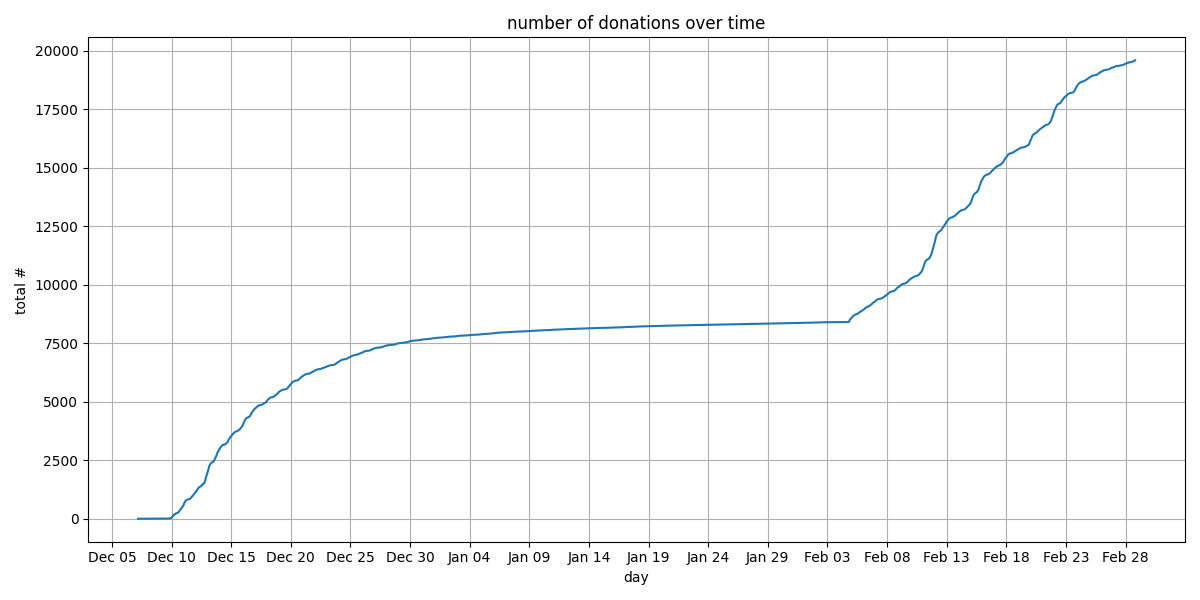 number of donations over time
20000
17500
15000
12500
10000
7500
5000
2500
0
total #
Dec 05 Dec 10 Dec 15 Dec 20 Dec 25 Dec 30 Jan 04 Jan 09 Jan 14 Jan 19 Jan 24 Jan 29 Feb 03 Feb 08 Feb 13 Feb 18 Feb 23 Feb 28
day